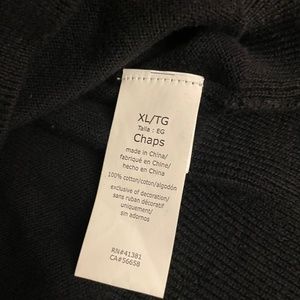 XL/TG
Talla : EG
Chaps
made in China/
fabriqué en Chine/
hecho en China
100% cotton/coton/algodón
exclusive of decoration/
sans ruban décoratif
uniquement/
sin adornos
RN#41381
CA#56658